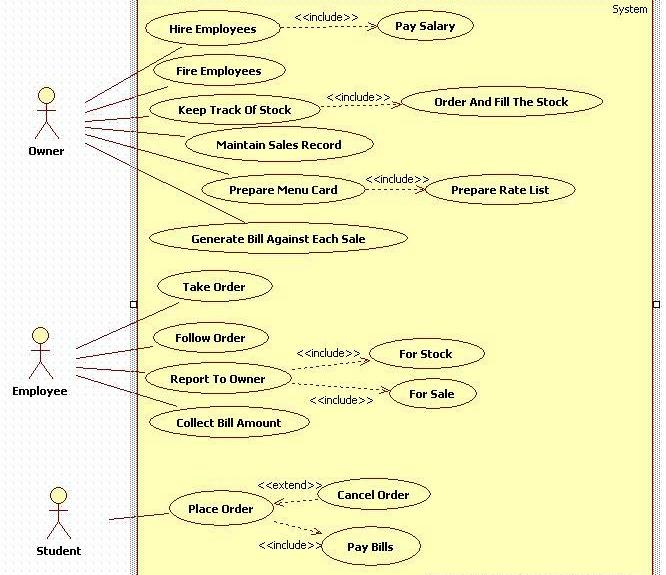 System
Hire Employees
<<include>>
Pay Salary
Fire Employees
Keep Track Of Stock
<<include>>
Order And Fill The Stock
Owner
Maintain Sales Record
Prepare Menu Card
<<include>>
Prepare Rate List
Generate Bill Against Each Sale
Take Order
Follow Order
<<include>>
For Stock
Employee
Report To Owner
<<include>>
For Sale
Collect Bill Amount
Place Order
<<extend>>
Cancel Order
Student
<<include>>
Pay Bills